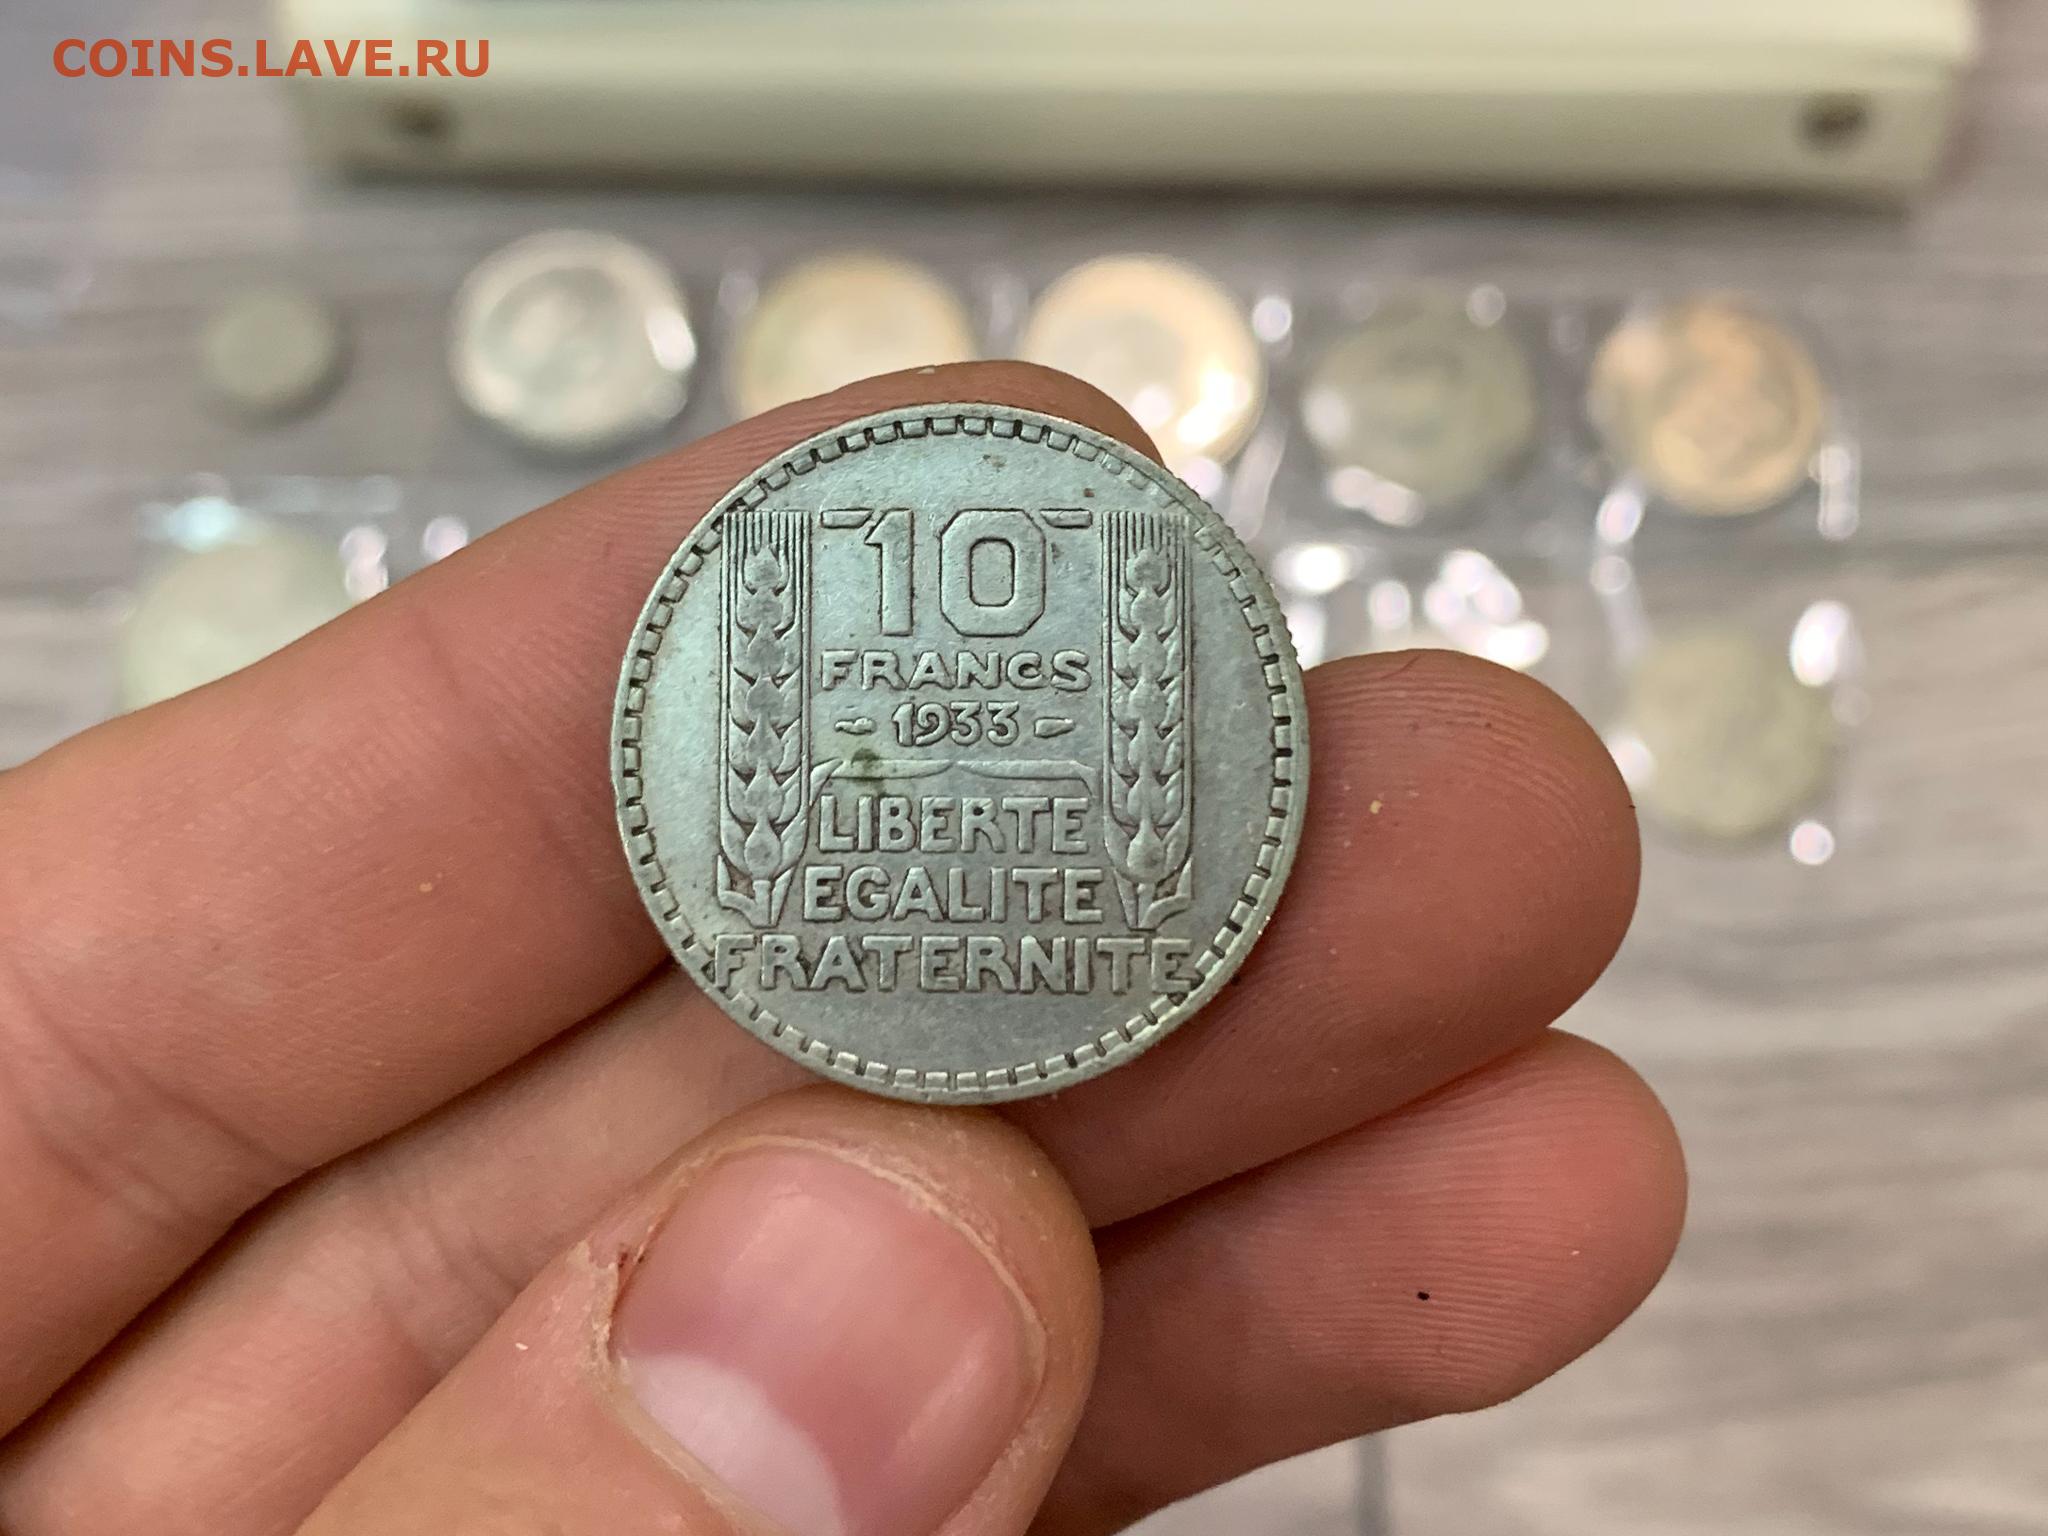 COINS.LAVE.RU
10
FRANCS
- 1933 -
LIBERTE
EGALITE
FRATERNITE